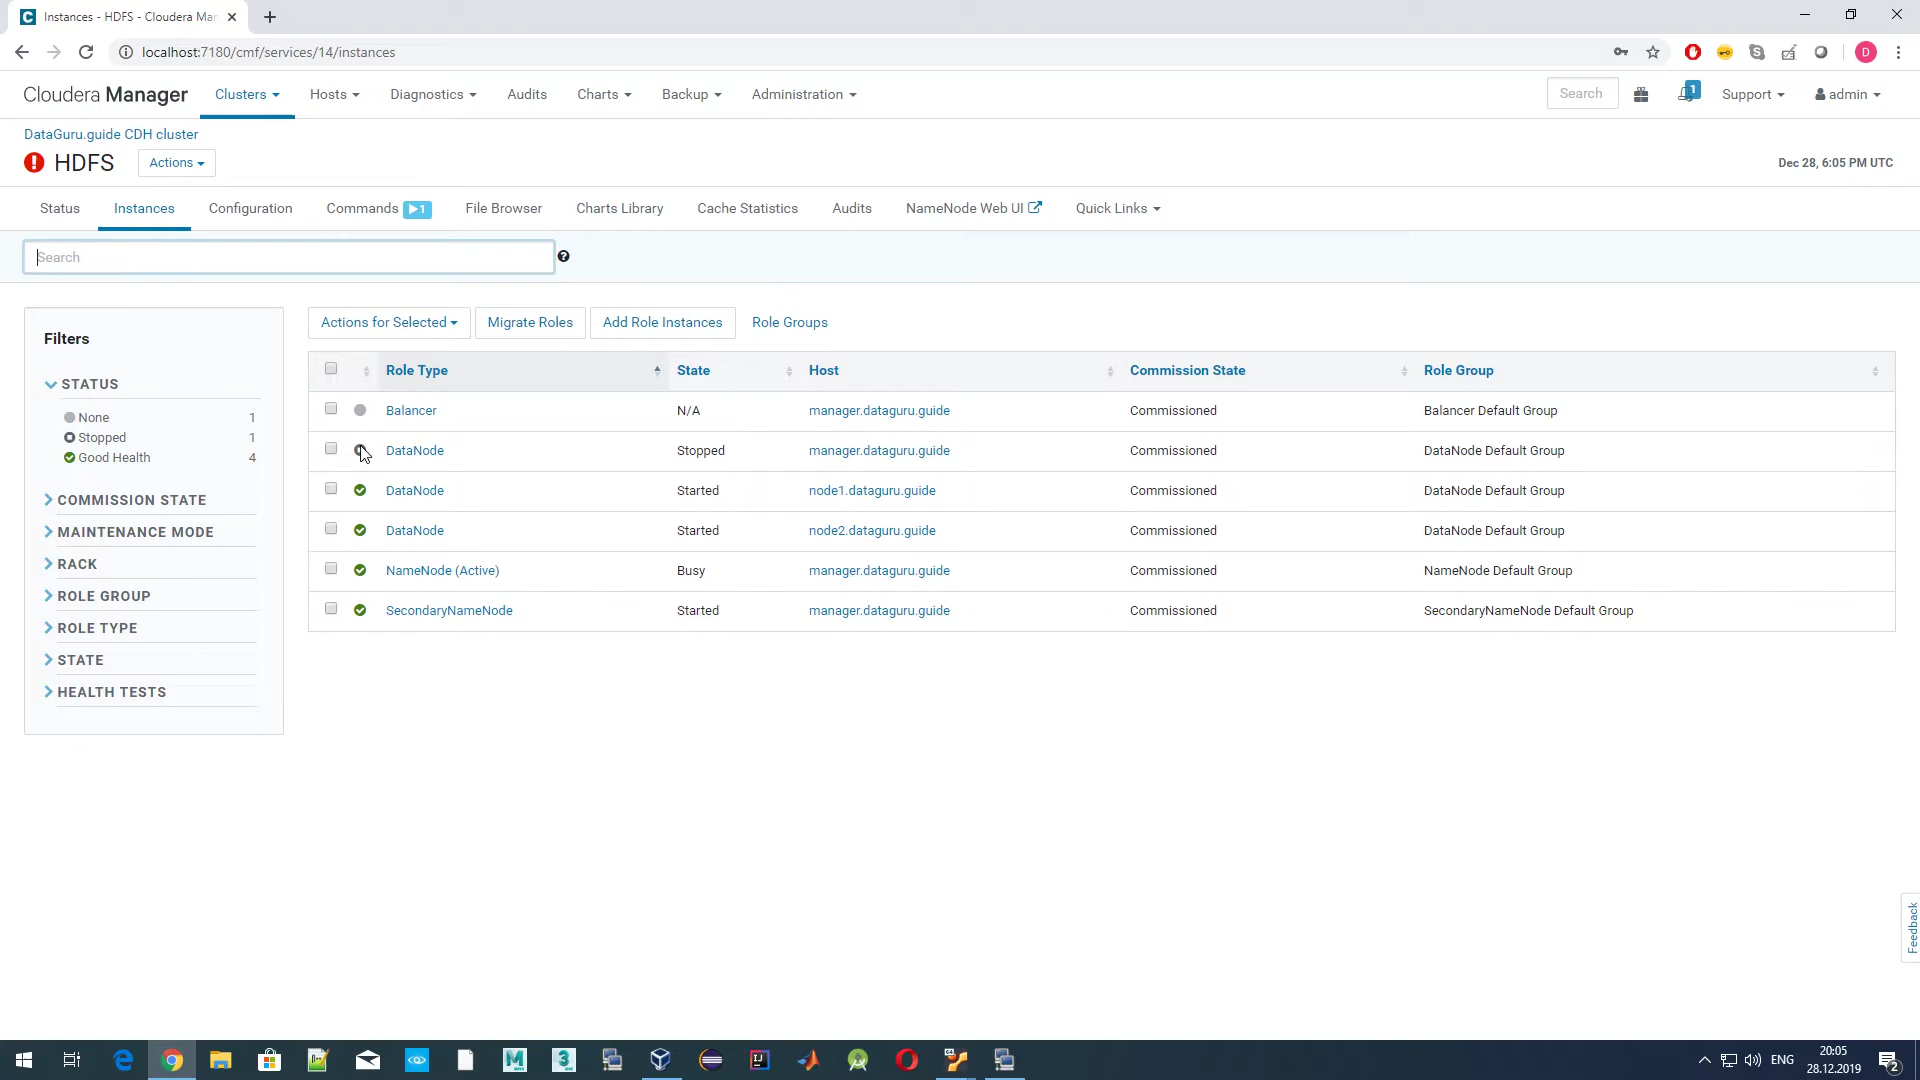 Instances - HDFS - Cloudera Mar
localhost:7180/cmf/services/14/instances
D
Cloudera Manager Clusters Hosts Diagnostics Audits Charts Backup Administration Search 1 Support admin
DataGuru.guide CDH cluster
HDFS Actions Dec 28, 6:05 PM UTC
Status Instances Configuration Commands 1 File Browser Charts Library Cache Statistics Audits NameNode Web UI Quick Links
Search
Filters
STATUS
None 1
Stopped 1
Good Health 4
COMMISSION STATE
MAINTENANCE MODE
RACK
ROLE GROUP
ROLE TYPE
STATE
HEALTH TESTS
Actions for Selected Migrate Roles Add Role Instances Role Groups
Role Type State Host Commission State Role Group
Balancer N/A manager.dataguru.guide Commissioned Balancer Default Group
DataNode Stopped manager.dataguru.guide Commissioned DataNode Default Group
DataNode Started node1.dataguru.guide Commissioned DataNode Default Group
DataNode Started node2.dataguru.guide Commissioned DataNode Default Group
NameNode (Active) Busy manager.dataguru.guide Commissioned NameNode Default Group
SecondaryNameNode Started manager.dataguru.guide Commissioned SecondaryNameNode Default Group
Feedback
ENG
20:05
28.12.2019
2